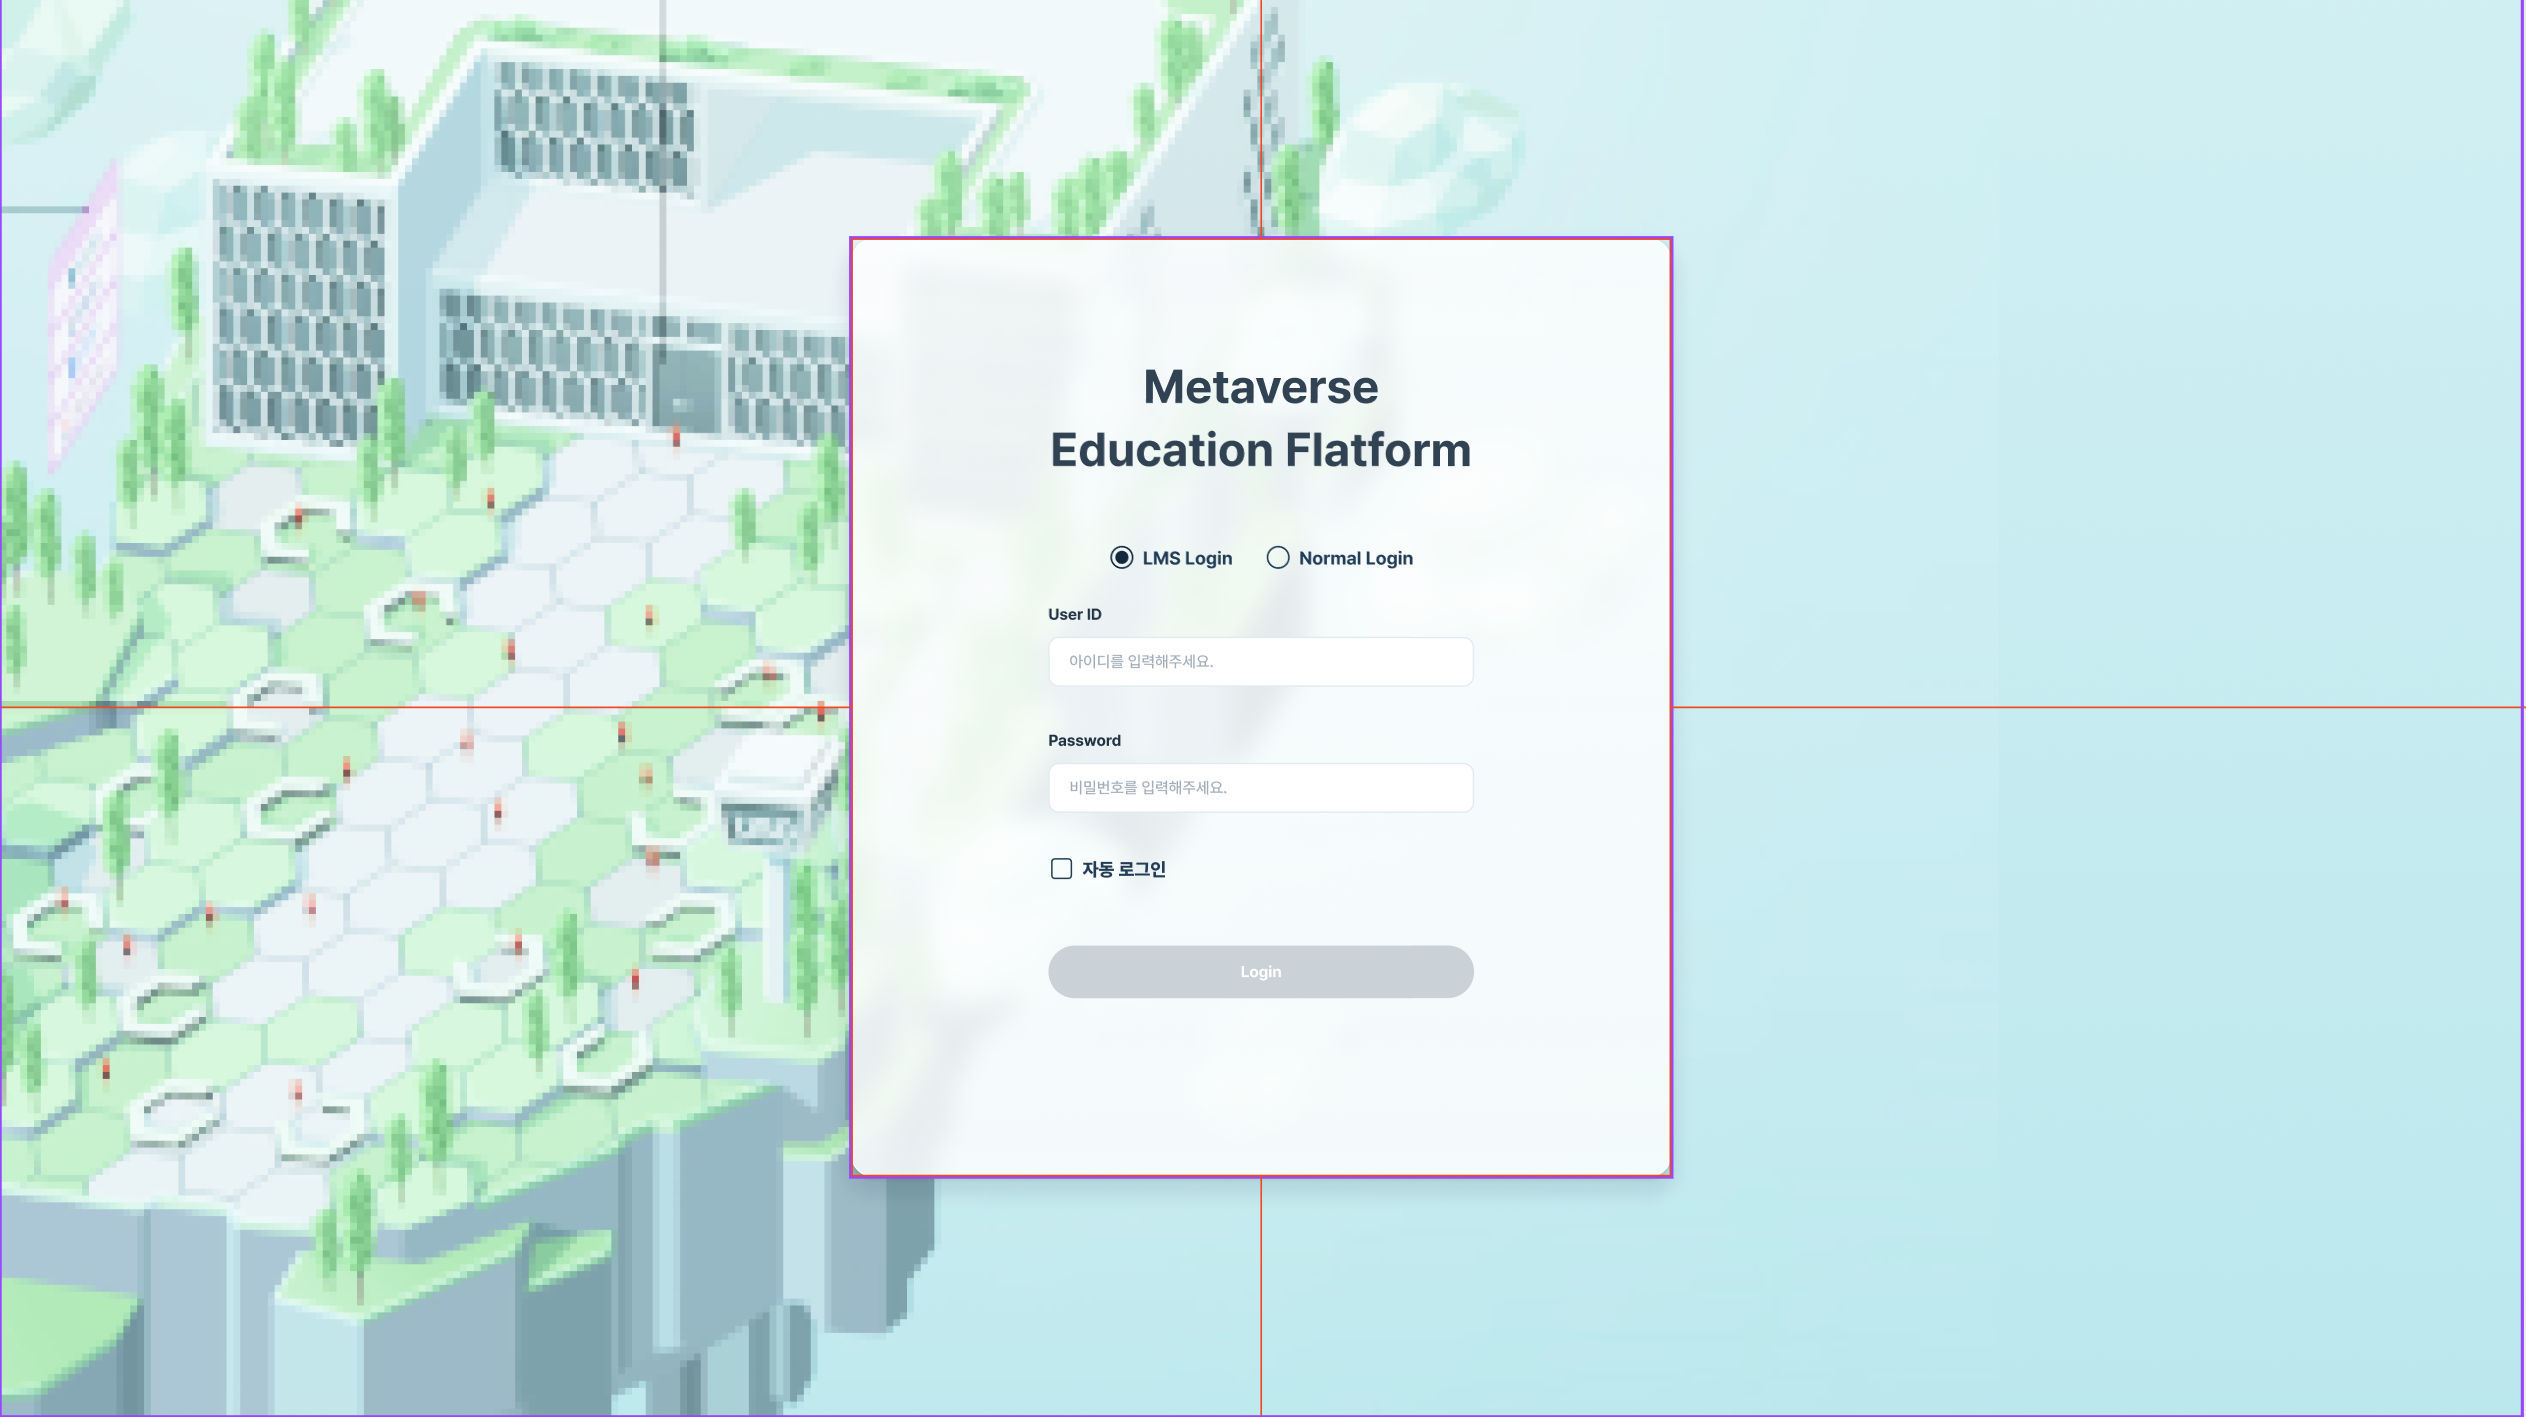 Metaverse
Education Flatform
LMS Login
Normal Login
User ID
아이디를 입력해주세요.
Password
비밀번호를 입력해주세요.
자동 로그인
Login